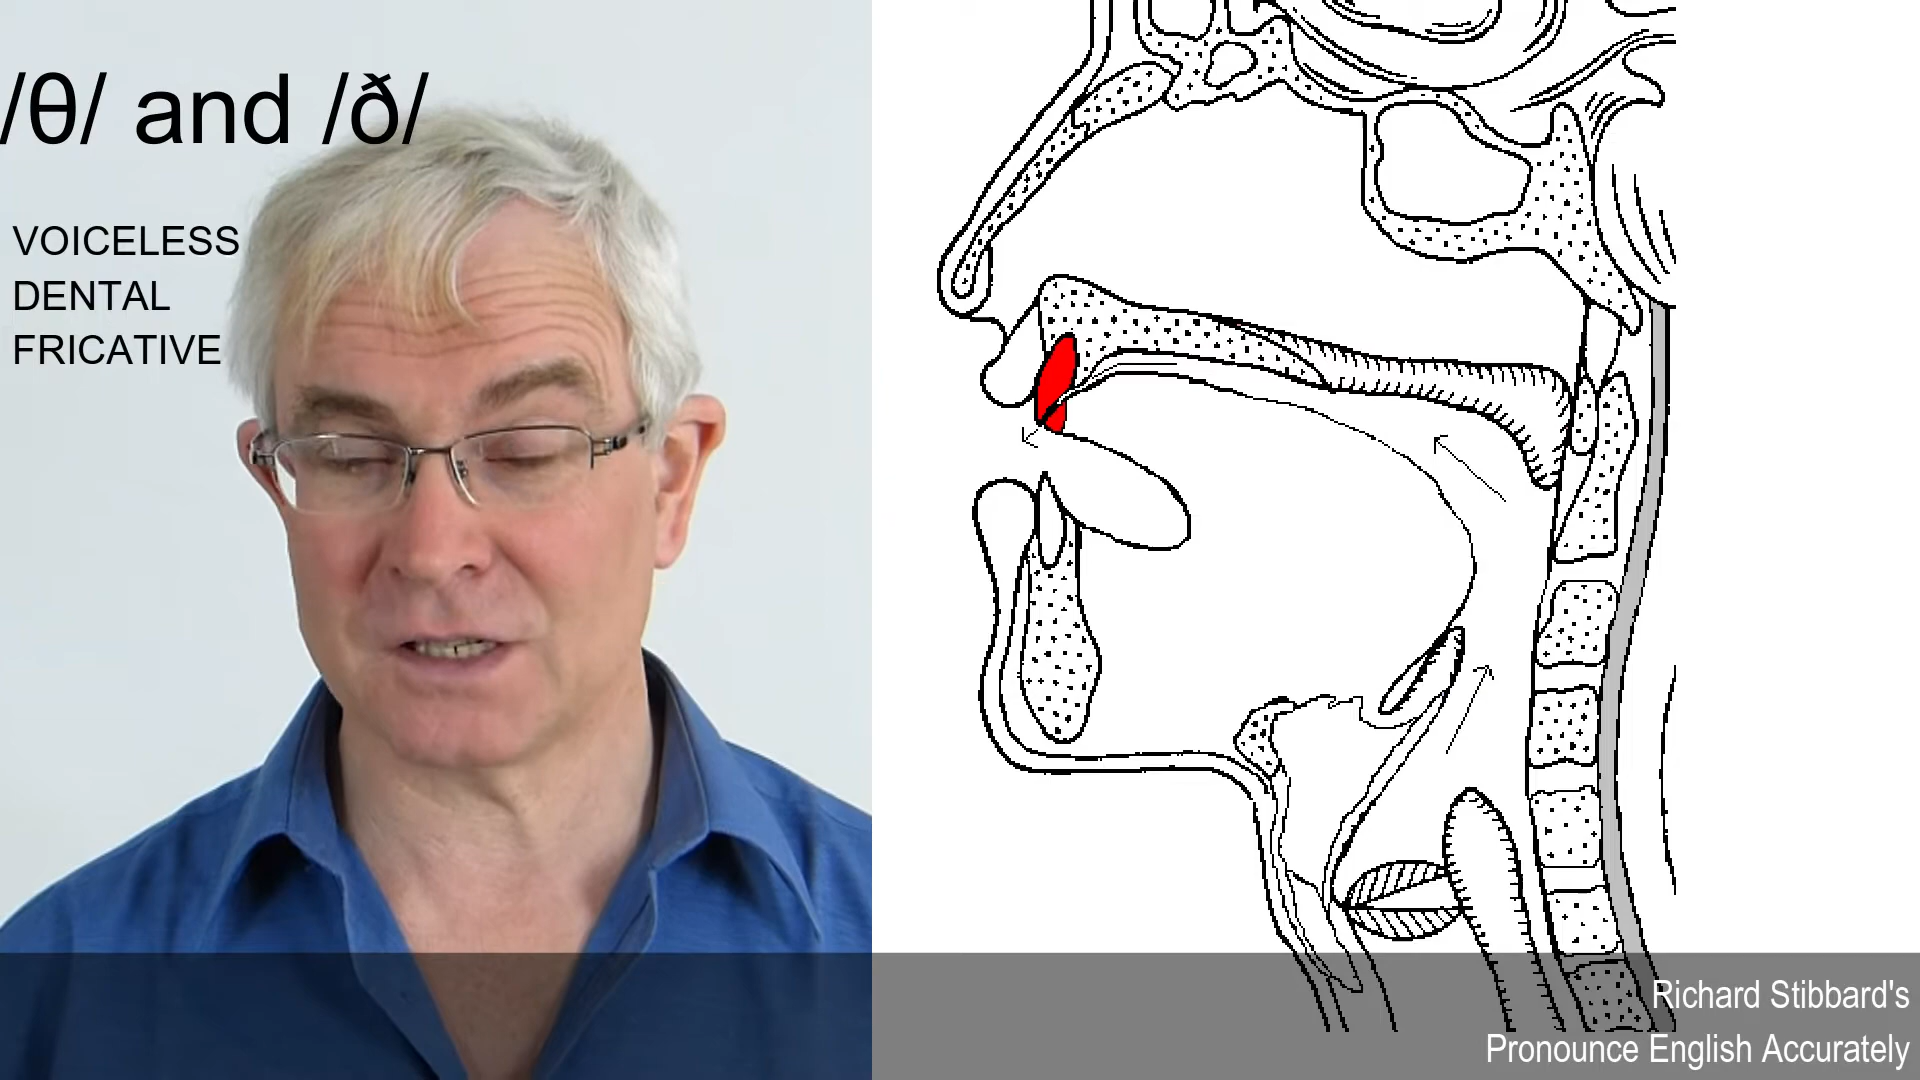 /θ/ and /ð/
VOICELESS
DENTAL
FRICATIVE
Richard Stibbard's
Pronounce English Accurately